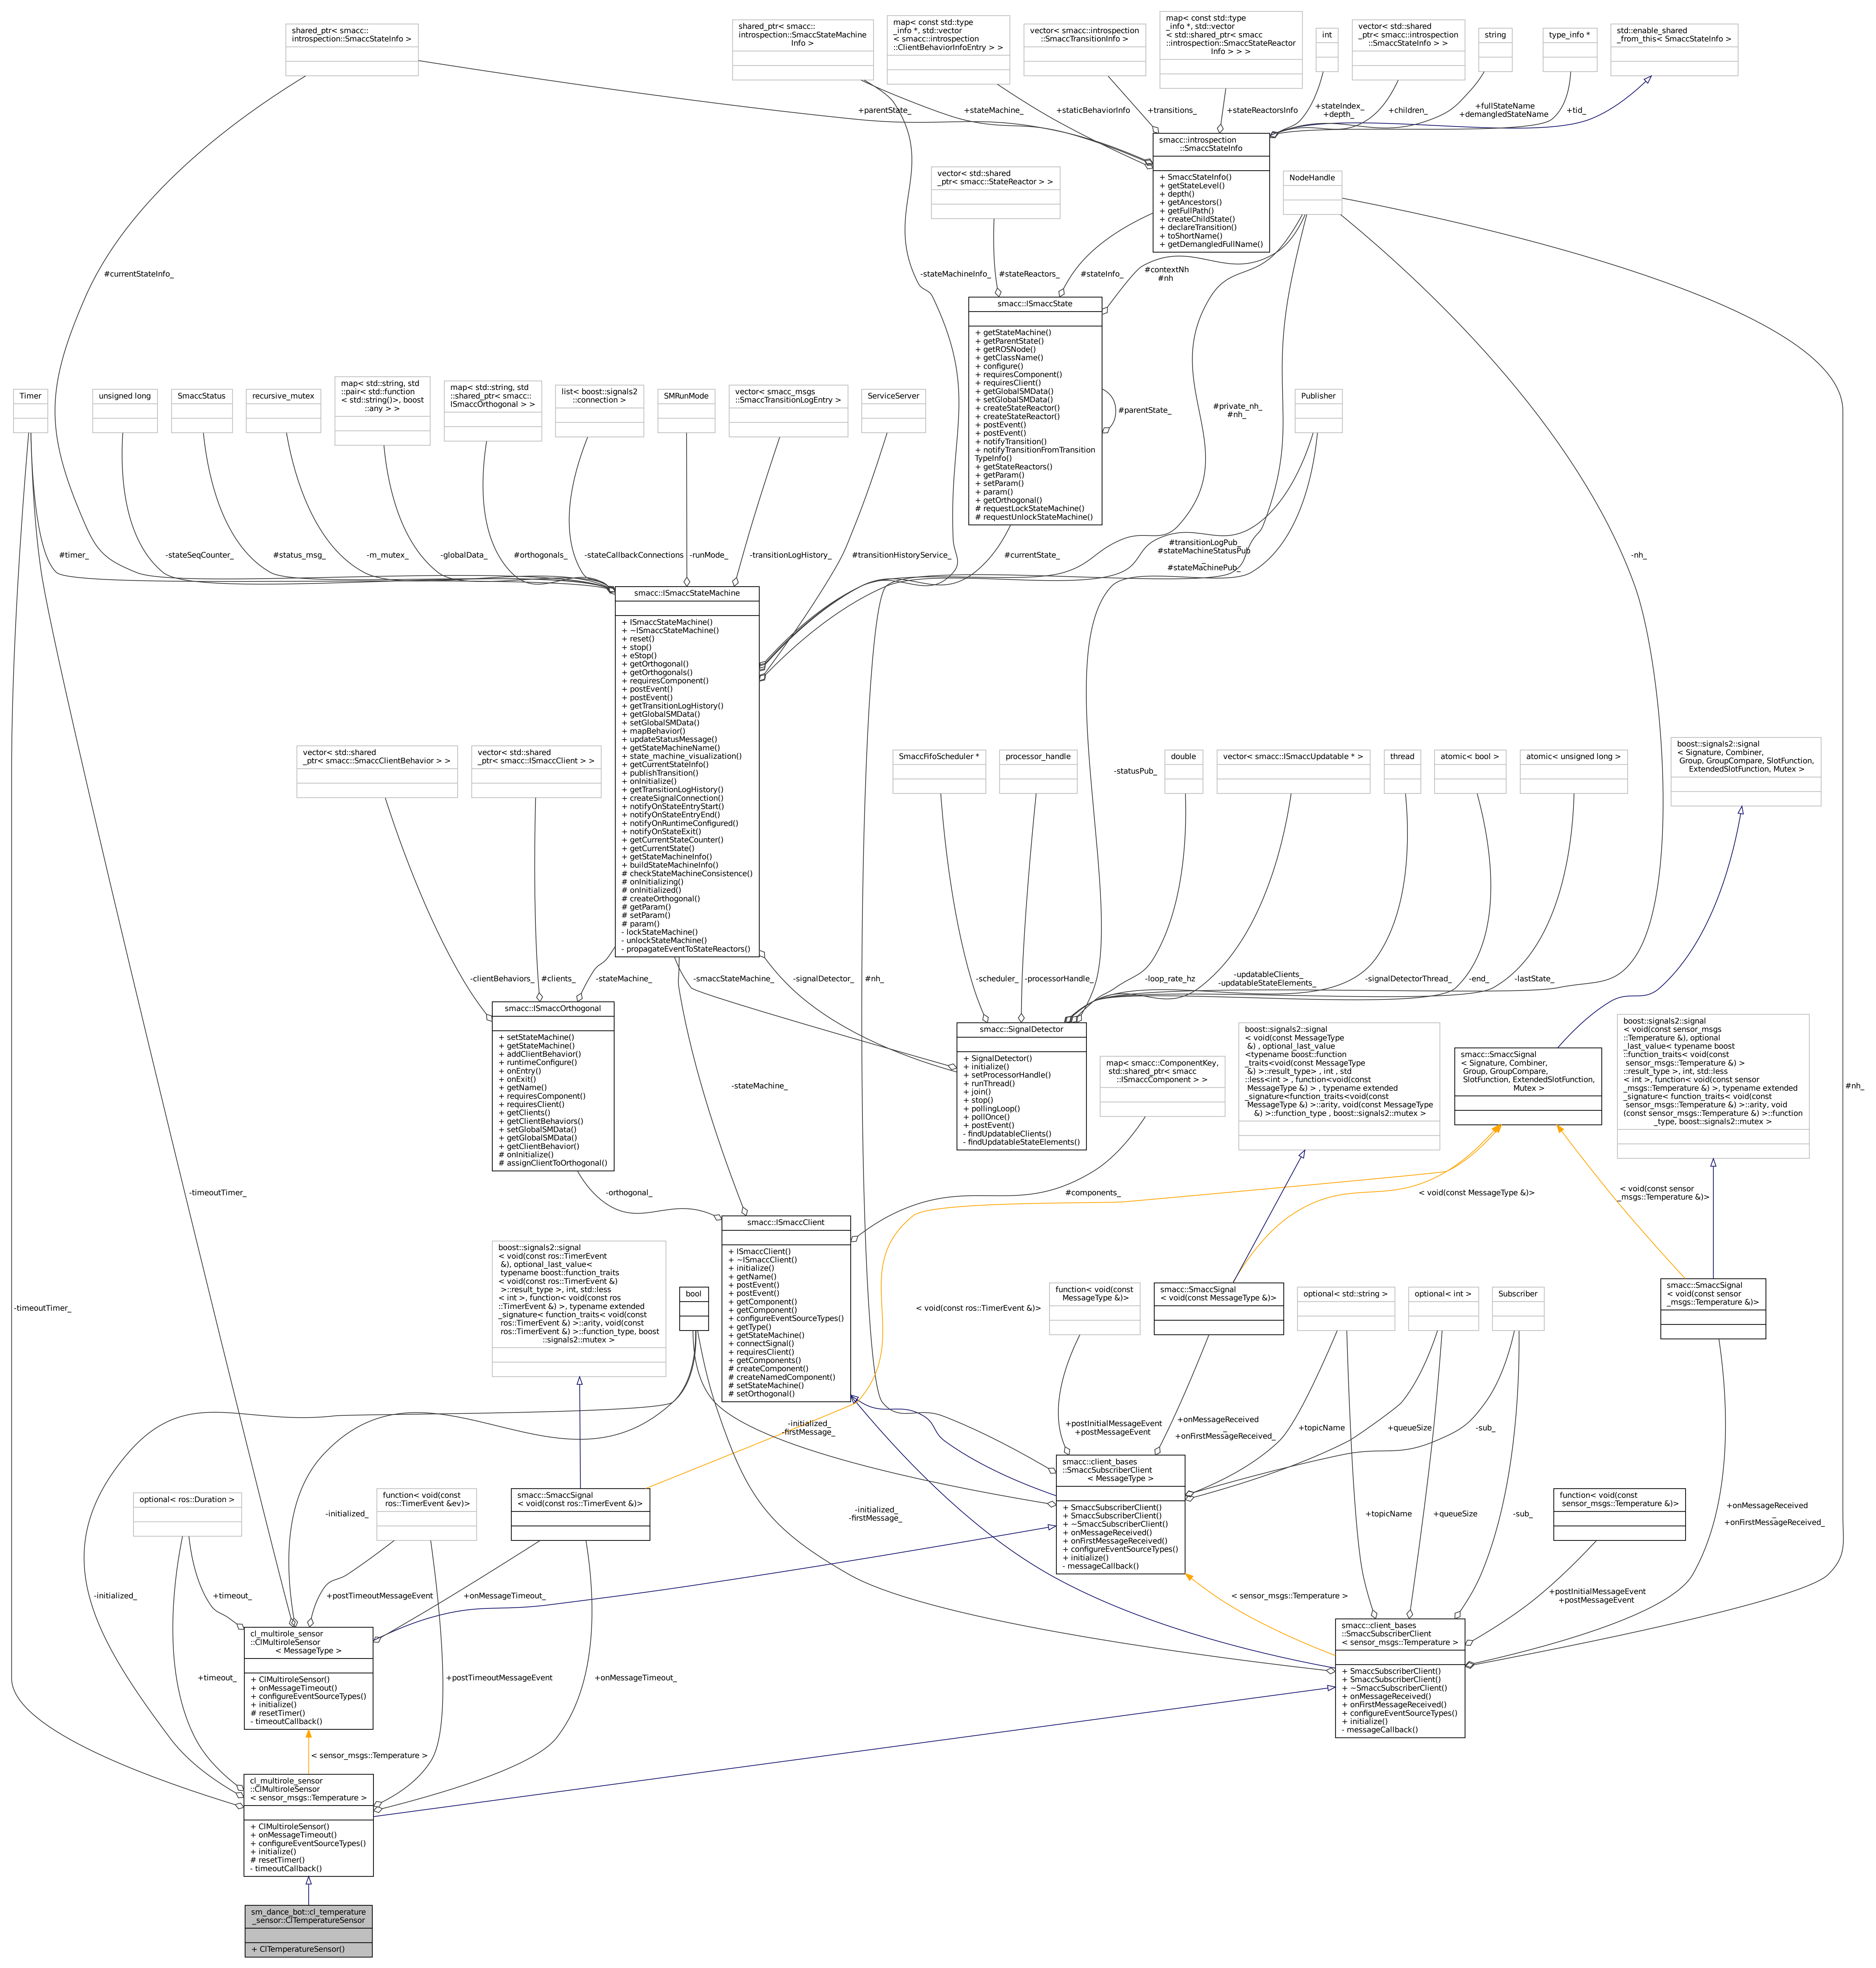 shared_ptr< smacc::
introspection::SmaccStateInfo >
shared_ptr< smacc::
introspection::SmaccStateMachine
Info >
map< const std::type
_info *, std::vector
< smacc::introspection
::ClientBehaviorInfoEntry > >
vector< smacc::introspection
::SmaccTransitionInfo >
map< const std::type
_info *, std::vector
< std::shared_ptr< smacc
::introspection::SmaccStateReactor
Info > > >
int
vector< std::shared
_ptr< smacc::introspection
::SmaccStateInfo > >
string
type_info *
std::enable_shared
_from_this< SmaccStateInfo >
+parentState_
+stateMachine_
+staticBehaviorInfo
+transitions_
+stateReactorsInfo
+stateIndex_
+depth_
+children_
+fullStateName
+demangledStateName
+tid_
smacc::introspection
::SmaccStateInfo
+ SmaccStateInfo()
+ getStateLevel()
+ depth()
+ getAncestors()
+ getFullPath()
+ createChildState()
+ declareTransition()
+ toShortName()
+ getDemangledFullName()
vector< std::shared
_ptr< smacc::StateReactor > >
NodeHandle
#currentStateInfo_
-stateMachineInfo_
#stateReactors_
#stateInfo_
#contextNh
#nh
smacc::ISmaccState
+ getStateMachine()
+ getParentState()
+ getROSNode()
+ getClassName()
+ configure()
+ requiresComponent()
+ requiresClient()
+ getGlobalSMData()
+ setGlobalSMData()
+ createStateReactor()
+ createStateReactor()
+ postEvent()
+ postEvent()
+ notifyTransition()
+ notifyTransitionFromTransition
TypeInfo()
+ getStateReactors()
+ getParam()
+ setParam()
+ param()
+ getOrthogonal()
# requestLockStateMachine()
# requestUnlockStateMachine()
#parentState_
#private_nh_
#nh_
Publisher
Timer
unsigned long
SmaccStatus
recursive_mutex
map< std::string, std
::pair< std::function
< std::string()>, boost
::any > >
map< std::string, std
::shared_ptr< smacc::
ISmaccOrthogonal > >
list< boost::signals2
::connection >
SMRunMode
vector< smacc_msgs
::SmaccTransitionLogEntry >
ServiceServer
#timer_
-stateSeqCounter_
#status_msg_
-m_mutex_
-globalData_
#orthogonals_
-stateCallbackConnections
-runMode_
-transitionLogHistory_
#transitionHistoryService_
#currentState_
#transitionLogPub_
#stateMachineStatusPub
_
#stateMachinePub_
-nh_
smacc::ISmaccStateMachine
+ ISmaccStateMachine()
+ ~ISmaccStateMachine()
+ reset()
+ stop()
+ eStop()
+ getOrthogonal()
+ getOrthogonals()
+ requiresComponent()
+ postEvent()
+ postEvent()
+ getTransitionLogHistory()
+ getGlobalSMData()
+ setGlobalSMData()
+ mapBehavior()
+ updateStatusMessage()
+ getStateMachineName()
+ state_machine_visualization()
+ getCurrentStateInfo()
+ publishTransition()
+ onInitialize()
+ getTransitionLogHistory()
+ createSignalConnection()
+ notifyOnStateEntryStart()
+ notifyOnStateEntryEnd()
+ notifyOnRuntimeConfigured()
+ notifyOnStateExit()
+ getCurrentStateCounter()
+ getCurrentState()
+ getStateMachineInfo()
+ buildStateMachineInfo()
# checkStateMachineConsistence()
# onInitializing()
# onInitialized()
# createOrthogonal()
# getParam()
# setParam()
# param()
- lockStateMachine()
- unlockStateMachine()
- propagateEventToStateReactors()
vector< std::shared
_ptr< smacc::SmaccClientBehavior > >
vector< std::shared
_ptr< smacc::ISmaccClient > >
SmaccFifoScheduler *
processor_handle
-statusPub_
double
vector< smacc::ISmaccUpdatable * >
thread
atomic< bool >
atomic< unsigned long >
boost::signals2::signal
< Signature, Combiner,
Group, GroupCompare, SlotFunction,
ExtendedSlotFunction, Mutex >
-clientBehaviors_
#clients_
-stateMachine_
-smaccStateMachine_
-signalDetector_
#nh_
-scheduler_
-processorHandle_
-loop_rate_hz
-updatableClients_
-updatableStateElements_
-signalDetectorThread_
-end_
-lastState_
smacc::ISmaccOrthogonal
+ setStateMachine()
+ getStateMachine()
+ addClientBehavior()
+ runtimeConfigure()
+ onEntry()
+ onExit()
+ getName()
+ requiresComponent()
+ requiresClient()
+ getClients()
+ getClientBehaviors()
+ setGlobalSMData()
+ getGlobalSMData()
+ getClientBehavior()
# onInitialize()
# assignClientToOrthogonal()
smacc::SignalDetector
+ SignalDetector()
+ initialize()
+ setProcessorHandle()
+ runThread()
+ join()
+ stop()
+ pollingLoop()
+ pollOnce()
+ postEvent()
- findUpdatableClients()
- findUpdatableStateElements()
map< smacc::ComponentKey,
std::shared_ptr< smacc
::ISmaccComponent > >
boost::signals2::signal
< void(const MessageType
&) , optional_last_value
<typename boost::function
_traits<void(const MessageType
&) >::result_type> , int , std
::less<int > , function<void(const
MessageType &) > , typename extended
_signature<function_traits<void(const
MessageType &) >::arity, void(const MessageType
&) >::function_type , boost::signals2::mutex >
smacc::SmaccSignal
< Signature, Combiner,
Group, GroupCompare,
SlotFunction, ExtendedSlotFunction,
Mutex >
boost::signals2::signal
< void(const sensor_msgs
::Temperature &), optional
_last_value< typename boost
::function_traits< void(const
sensor_msgs::Temperature &) >
::result_type >, int, std::less
< int >, function< void(const sensor
_msgs::Temperature &) >, typename extended
_signature< function_traits< void(const
sensor_msgs::Temperature &) >::arity, void
(const sensor_msgs::Temperature &) >::function
_type, boost::signals2::mutex >
#nh_
-stateMachine_
-timeoutTimer_
-orthogonal_
#components_
< void(const MessageType &)>
< void(const sensor
_msgs::Temperature &)>
smacc::ISmaccClient
+ ISmaccClient()
+ ~ISmaccClient()
+ initialize()
+ getName()
+ postEvent()
+ postEvent()
+ getComponent()
+ getComponent()
+ configureEventSourceTypes()
+ getType()
+ getStateMachine()
+ connectSignal()
+ requiresClient()
+ getComponents()
# createComponent()
# createNamedComponent()
# setStateMachine()
# setOrthogonal()
boost::signals2::signal
< void(const ros::TimerEvent
&), optional_last_value<
typename boost::function_traits
< void(const ros::TimerEvent &)
>::result_type >, int, std::less
< int >, function< void(const ros
::TimerEvent &) >, typename extended
_signature< function_traits< void(const
ros::TimerEvent &) >::arity, void(const
ros::TimerEvent &) >::function_type, boost
::signals2::mutex >
bool
-timeoutTimer_
< void(const ros::TimerEvent &)>
function< void(const
MessageType &)>
smacc::SmaccSignal
< void(const MessageType &)>
optional< std::string >
optional< int >
Subscriber
smacc::SmaccSignal
< void(const sensor
_msgs::Temperature &)>
-initialized_
-firstMessage_
+postInitialMessageEvent
+postMessageEvent
+onMessageReceived
_
+onFirstMessageReceived_
+topicName
+queueSize
-sub_
smacc::client_bases
::SmaccSubscriberClient
< MessageType >
+ SmaccSubscriberClient()
+ SmaccSubscriberClient()
+ ~SmaccSubscriberClient()
+ onMessageReceived()
+ onFirstMessageReceived()
+ configureEventSourceTypes()
+ initialize()
- messageCallback()
optional< ros::Duration >
-initialized_
function< void(const
ros::TimerEvent &ev)>
smacc::SmaccSignal
< void(const ros::TimerEvent &)>
-initialized_
-firstMessage_
+topicName
+queueSize
-sub_
function< void(const
sensor_msgs::Temperature &)>
+onMessageReceived
_
+onFirstMessageReceived_
-initialized_
+timeout_
+postTimeoutMessageEvent
+onMessageTimeout_
< sensor_msgs::Temperature >
+postInitialMessageEvent
+postMessageEvent
cl_multirole_sensor
::ClMultiroleSensor
< MessageType >
+ ClMultiroleSensor()
+ onMessageTimeout()
+ configureEventSourceTypes()
+ initialize()
# resetTimer()
- timeoutCallback()
+timeout_
+postTimeoutMessageEvent
+onMessageTimeout_
smacc::client_bases
::SmaccSubscriberClient
< sensor_msgs::Temperature >
+ SmaccSubscriberClient()
+ SmaccSubscriberClient()
+ ~SmaccSubscriberClient()
+ onMessageReceived()
+ onFirstMessageReceived()
+ configureEventSourceTypes()
+ initialize()
- messageCallback()
< sensor_msgs::Temperature >
cl_multirole_sensor
::ClMultiroleSensor
< sensor_msgs::Temperature >
+ ClMultiroleSensor()
+ onMessageTimeout()
+ configureEventSourceTypes()
+ initialize()
# resetTimer()
- timeoutCallback()
sm_dance_bot::cl_temperature
_sensor::ClTemperatureSensor
+ ClTemperatureSensor()